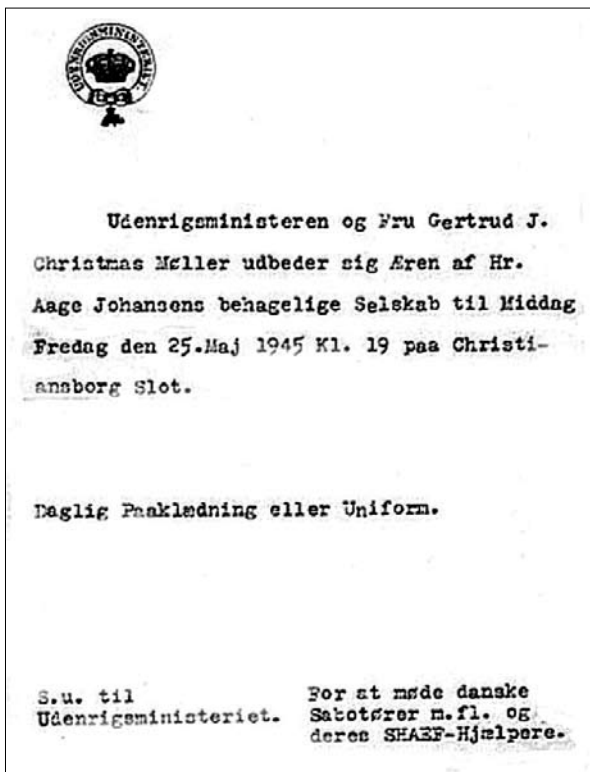 UDENRIGSMINISTERIET.
Udenrigsministeren og Fru Gertrud J.
Christmas Møller udbeder sig Æren af Hr.
Aage Johansens behagelige Selskab til Middag
Fredag den 25.Maj 1945 Kl. 19 paa Christi-
ansborg Slot.
Daglig Paaklædning eller Uniform.
S.u. til
Udenrigsministeriet.
For at møde danske
Sabotører m.fl. og
deres SHAEF-Hjælpere.